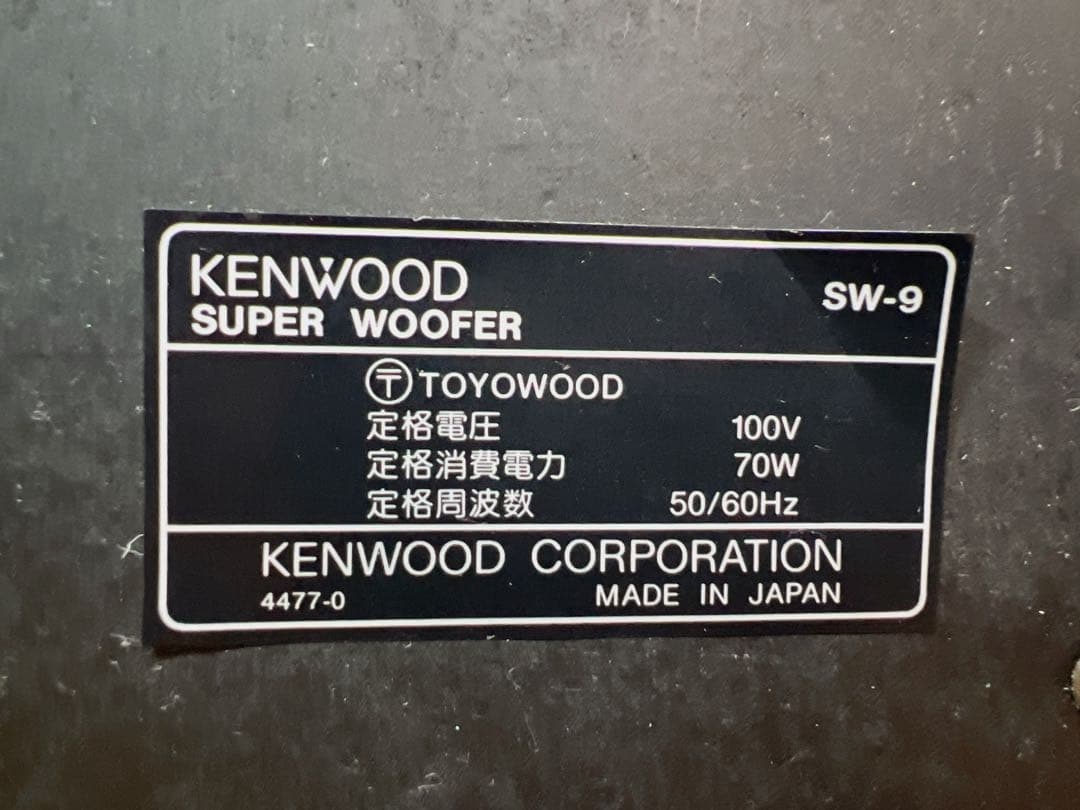 KENWOOD
SUPER WOOFER
SW-9
〒 TOYOWOOD
定格電圧 100V
定格消費電力 70W
定格周波数 50/60Hz
KENWOOD CORPORATION
4477-0 MADE IN JAPAN